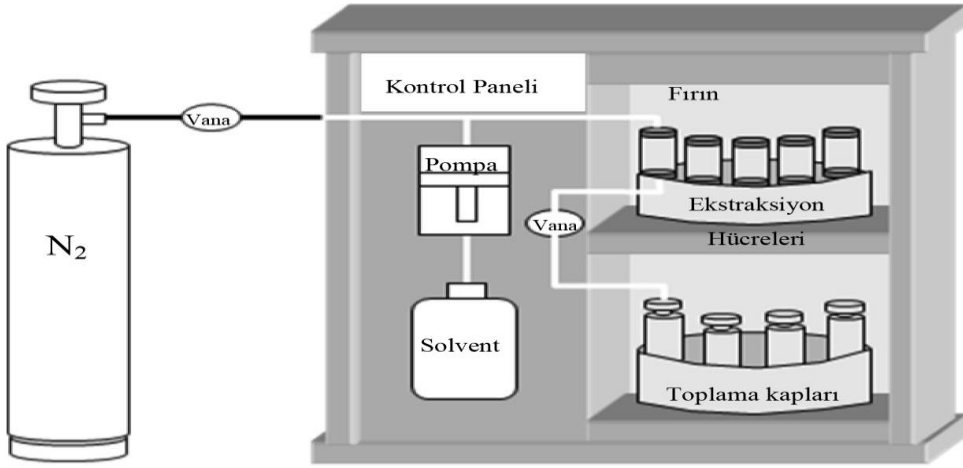 Kontrol Paneli
Fırın
Vana
Pompa
Ekstraksiyon
Hücreleri
Vana
N₂
Solvent
Toplama kapları